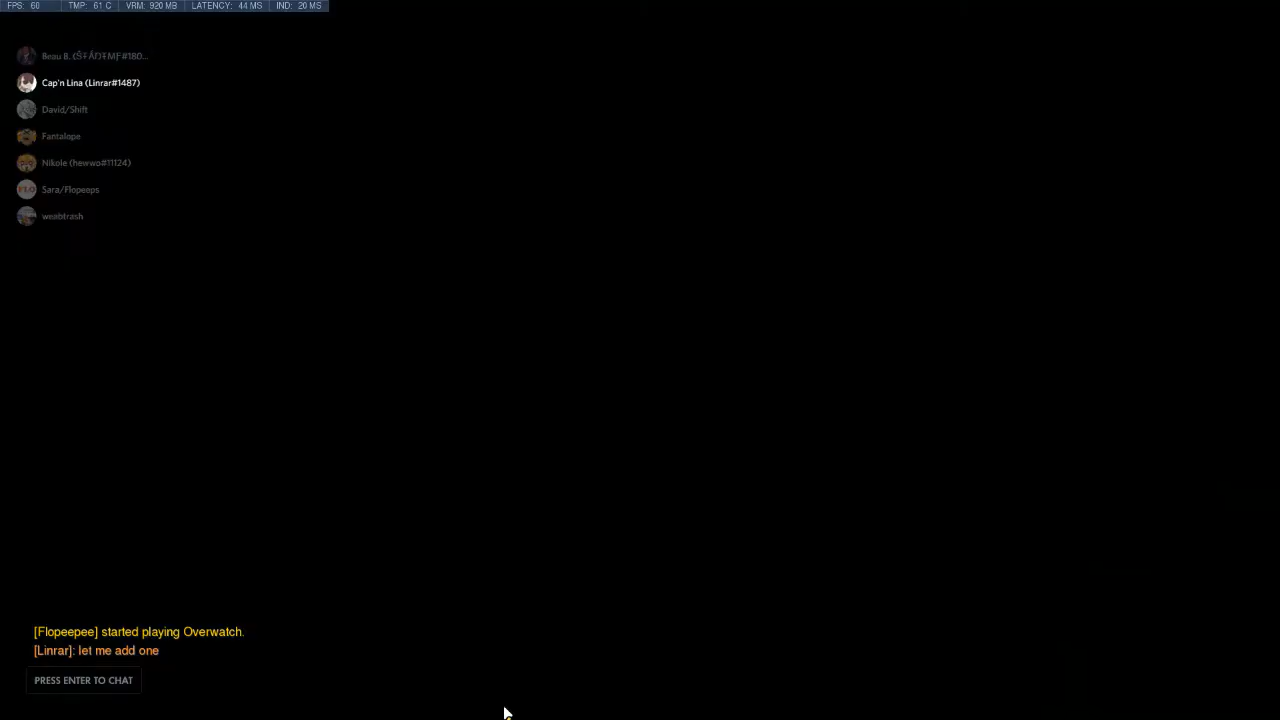 FPS: 60 TMP: 61 C VRM: 920 MB LATENCY: 44 MS IND: 20 MS
Beau B.
Cap'n Lina (Linrar#1487)
David/Shift
Fantalope
Nikole (hewwo#11124)
Sara/Flopeeps
weabtrash
[Flopeepee] started playing Overwatch.
[Linrar]: let me add one
PRESS ENTER TO CHAT